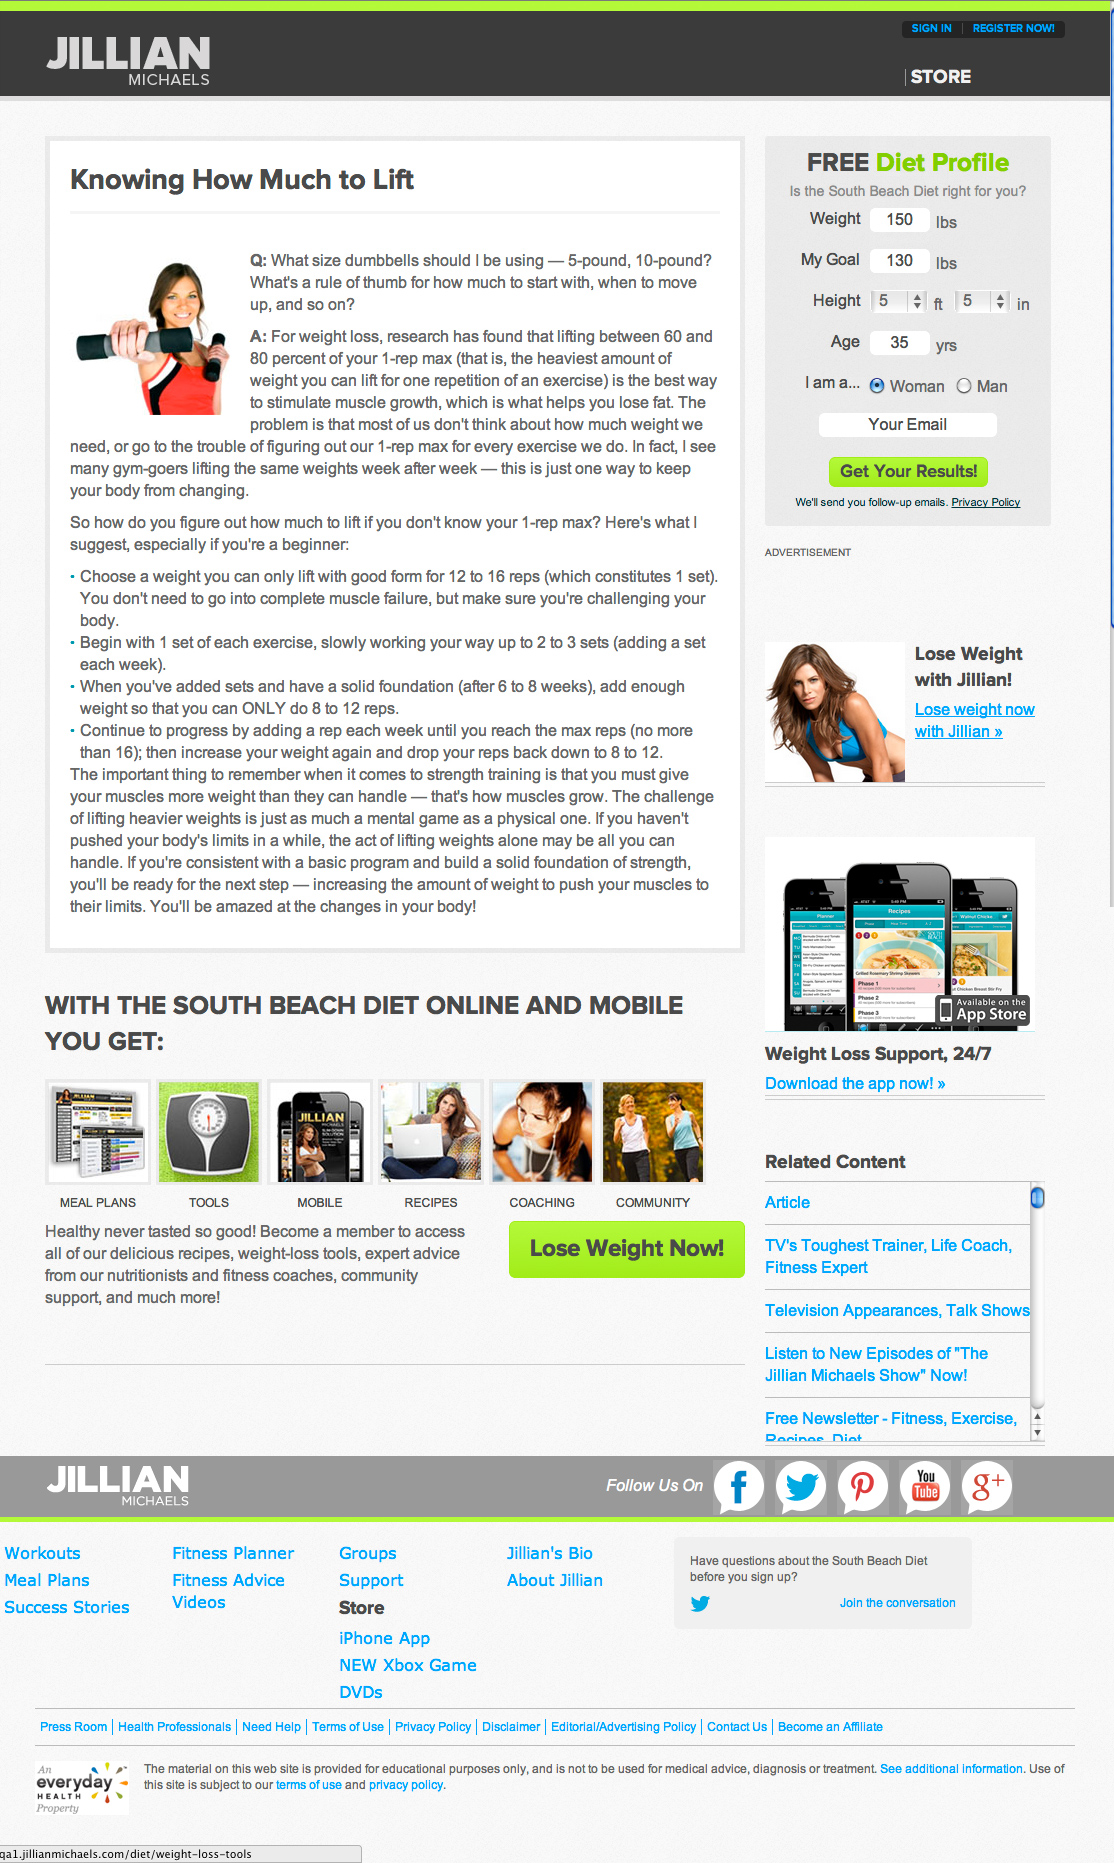 SIGN IN | REGISTER NOW!
JILLIAN
MICHAELS
| STORE
Knowing How Much to Lift
Q: What size dumbbells should I be using — 5-pound, 10-pound?
What's a rule of thumb for how much to start with, when to move
up, and so on?
A: For weight loss, research has found that lifting between 60 and
80 percent of your 1-rep max (that is, the heaviest amount of
weight you can lift for one repetition of an exercise) is the best way
to stimulate muscle growth, which is what helps you lose fat. The
problem is that most of us don't think about how much weight we
need, or go to the trouble of figuring out our 1-rep max for every exercise we do. In fact, I see
many gym-goers lifting the same weights week after week — this is just one way to keep
your body from changing.
So how do you figure out how much to lift if you don't know your 1-rep max? Here's what I
suggest, especially if you're a beginner:
• Choose a weight you can only lift with good form for 12 to 16 reps (which constitutes 1 set).
You don't need to go into complete muscle failure, but make sure you're challenging your
body.
• Begin with 1 set of each exercise, slowly working your way up to 2 to 3 sets (adding a set
each week).
• When you've added sets and have a solid foundation (after 6 to 8 weeks), add enough
weight so that you can ONLY do 8 to 12 reps.
• Continue to progress by adding a rep each week until you reach the max reps (no more
than 16); then increase your weight again and drop your reps back down to 8 to 12.
The important thing to remember when it comes to strength training is that you must give
your muscles more weight than they can handle — that's how muscles grow. The challenge
of lifting heavier weights is just as much a mental game as a physical one. If you haven't
pushed your body's limits in a while, the act of lifting weights alone may be all you can
handle. If you're consistent with a basic program and build a solid foundation of strength,
you'll be ready for the next step — increasing the amount of weight to push your muscles to
their limits. You'll be amazed at the changes in your body!
FREE Diet Profile
Is the South Beach Diet right for you?
Weight 150 lbs
My Goal 130 lbs
Height 5 ft 5 in
Age 35 yrs
I am a... Woman Man
Your Email
Get Your Results!
We'll send you follow-up emails. Privacy Policy
ADVERTISEMENT
Lose Weight
with Jillian!
Lose weight now
with Jillian »
Planner
Recipes
Phase 1
Phase 2
Phase 3
Available on the
App Store
Weight Loss Support, 24/7
Download the app now! »
Related Content
Article
TV's Toughest Trainer, Life Coach,
Fitness Expert
Television Appearances, Talk Shows
Listen to New Episodes of "The
Jillian Michaels Show" Now!
Free Newsletter - Fitness, Exercise,
Recipes, Diet
WITH THE SOUTH BEACH DIET ONLINE AND MOBILE
YOU GET:
JILLIAN
JILLIAN
MICHAELS
MEAL PLANS TOOLS MOBILE RECIPES COACHING COMMUNITY
Healthy never tasted so good! Become a member to access
all of our delicious recipes, weight-loss tools, expert advice
from our nutritionists and fitness coaches, community
support, and much more!
Lose Weight Now!
JILLIAN
MICHAELS
Follow Us On
You
Tube
g+
Workouts
Meal Plans
Success Stories
Fitness Planner
Fitness Advice
Videos
Groups
Support
Store
iPhone App
NEW Xbox Game
DVDs
Jillian's Bio
About Jillian
Have questions about the South Beach Diet
before you sign up?
Join the conversation
Press Room | Health Professionals | Need Help | Terms of Use | Privacy Policy | Disclaimer | Editorial/Advertising Policy | Contact Us | Become an Affiliate
An
everyday
HEALTH
Property
The material on this web site is provided for educational purposes only, and is not to be used for medical advice, diagnosis or treatment. See additional information. Use of
this site is subject to our terms of use and privacy policy.
qa1.jillianmichaels.com/diet/weight-loss-tools